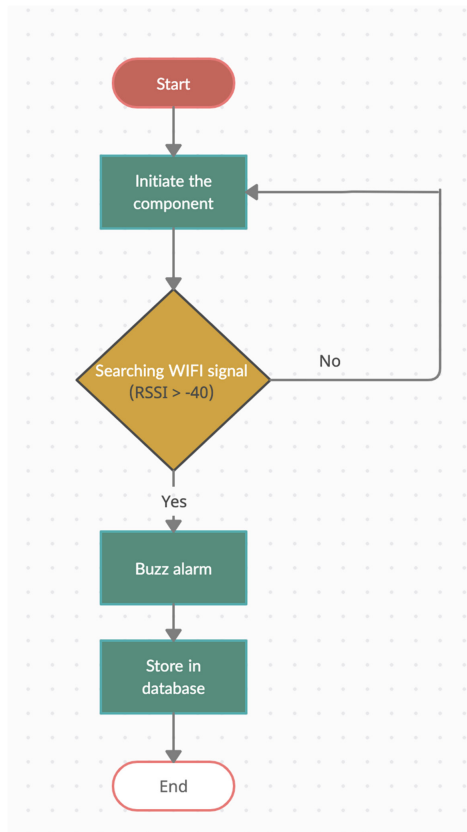 Start
Initiate the
component
Searching WIFI signal
(RSSI > -40)
No
Yes
Buzz alarm
Store in
database
End